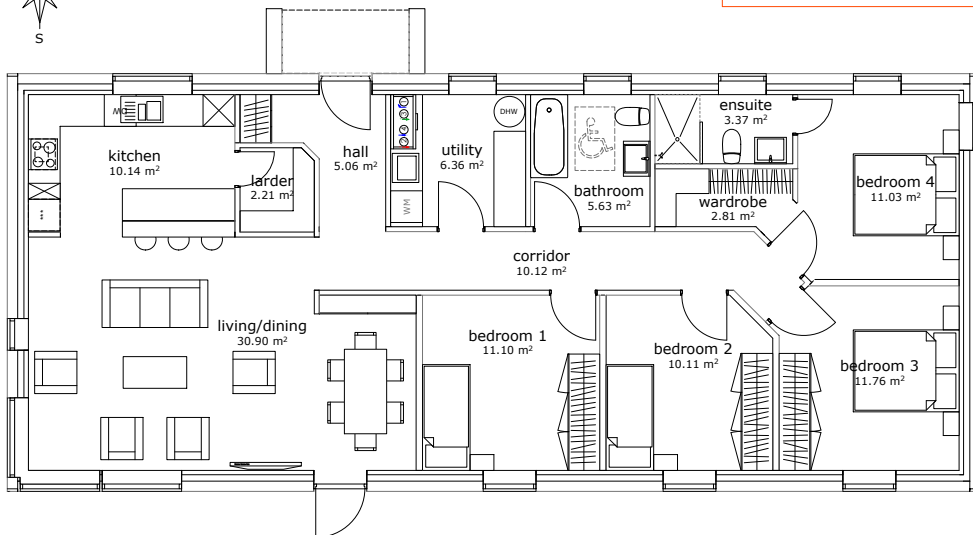 S
DW
kitchen
10.14 m²
larder
2.21 m²
hall
5.06 m²
WM
utility
6.36 m²
DHW
bathroom
5.63 m²
ensuite
3.37 m²
wardrobe
2.81 m²
bedroom 4
11.03 m²
corridor
10.12 m²
living/dining
30.90 m²
bedroom 1
11.10 m²
bedroom 2
10.11 m²
bedroom 3
11.76 m²